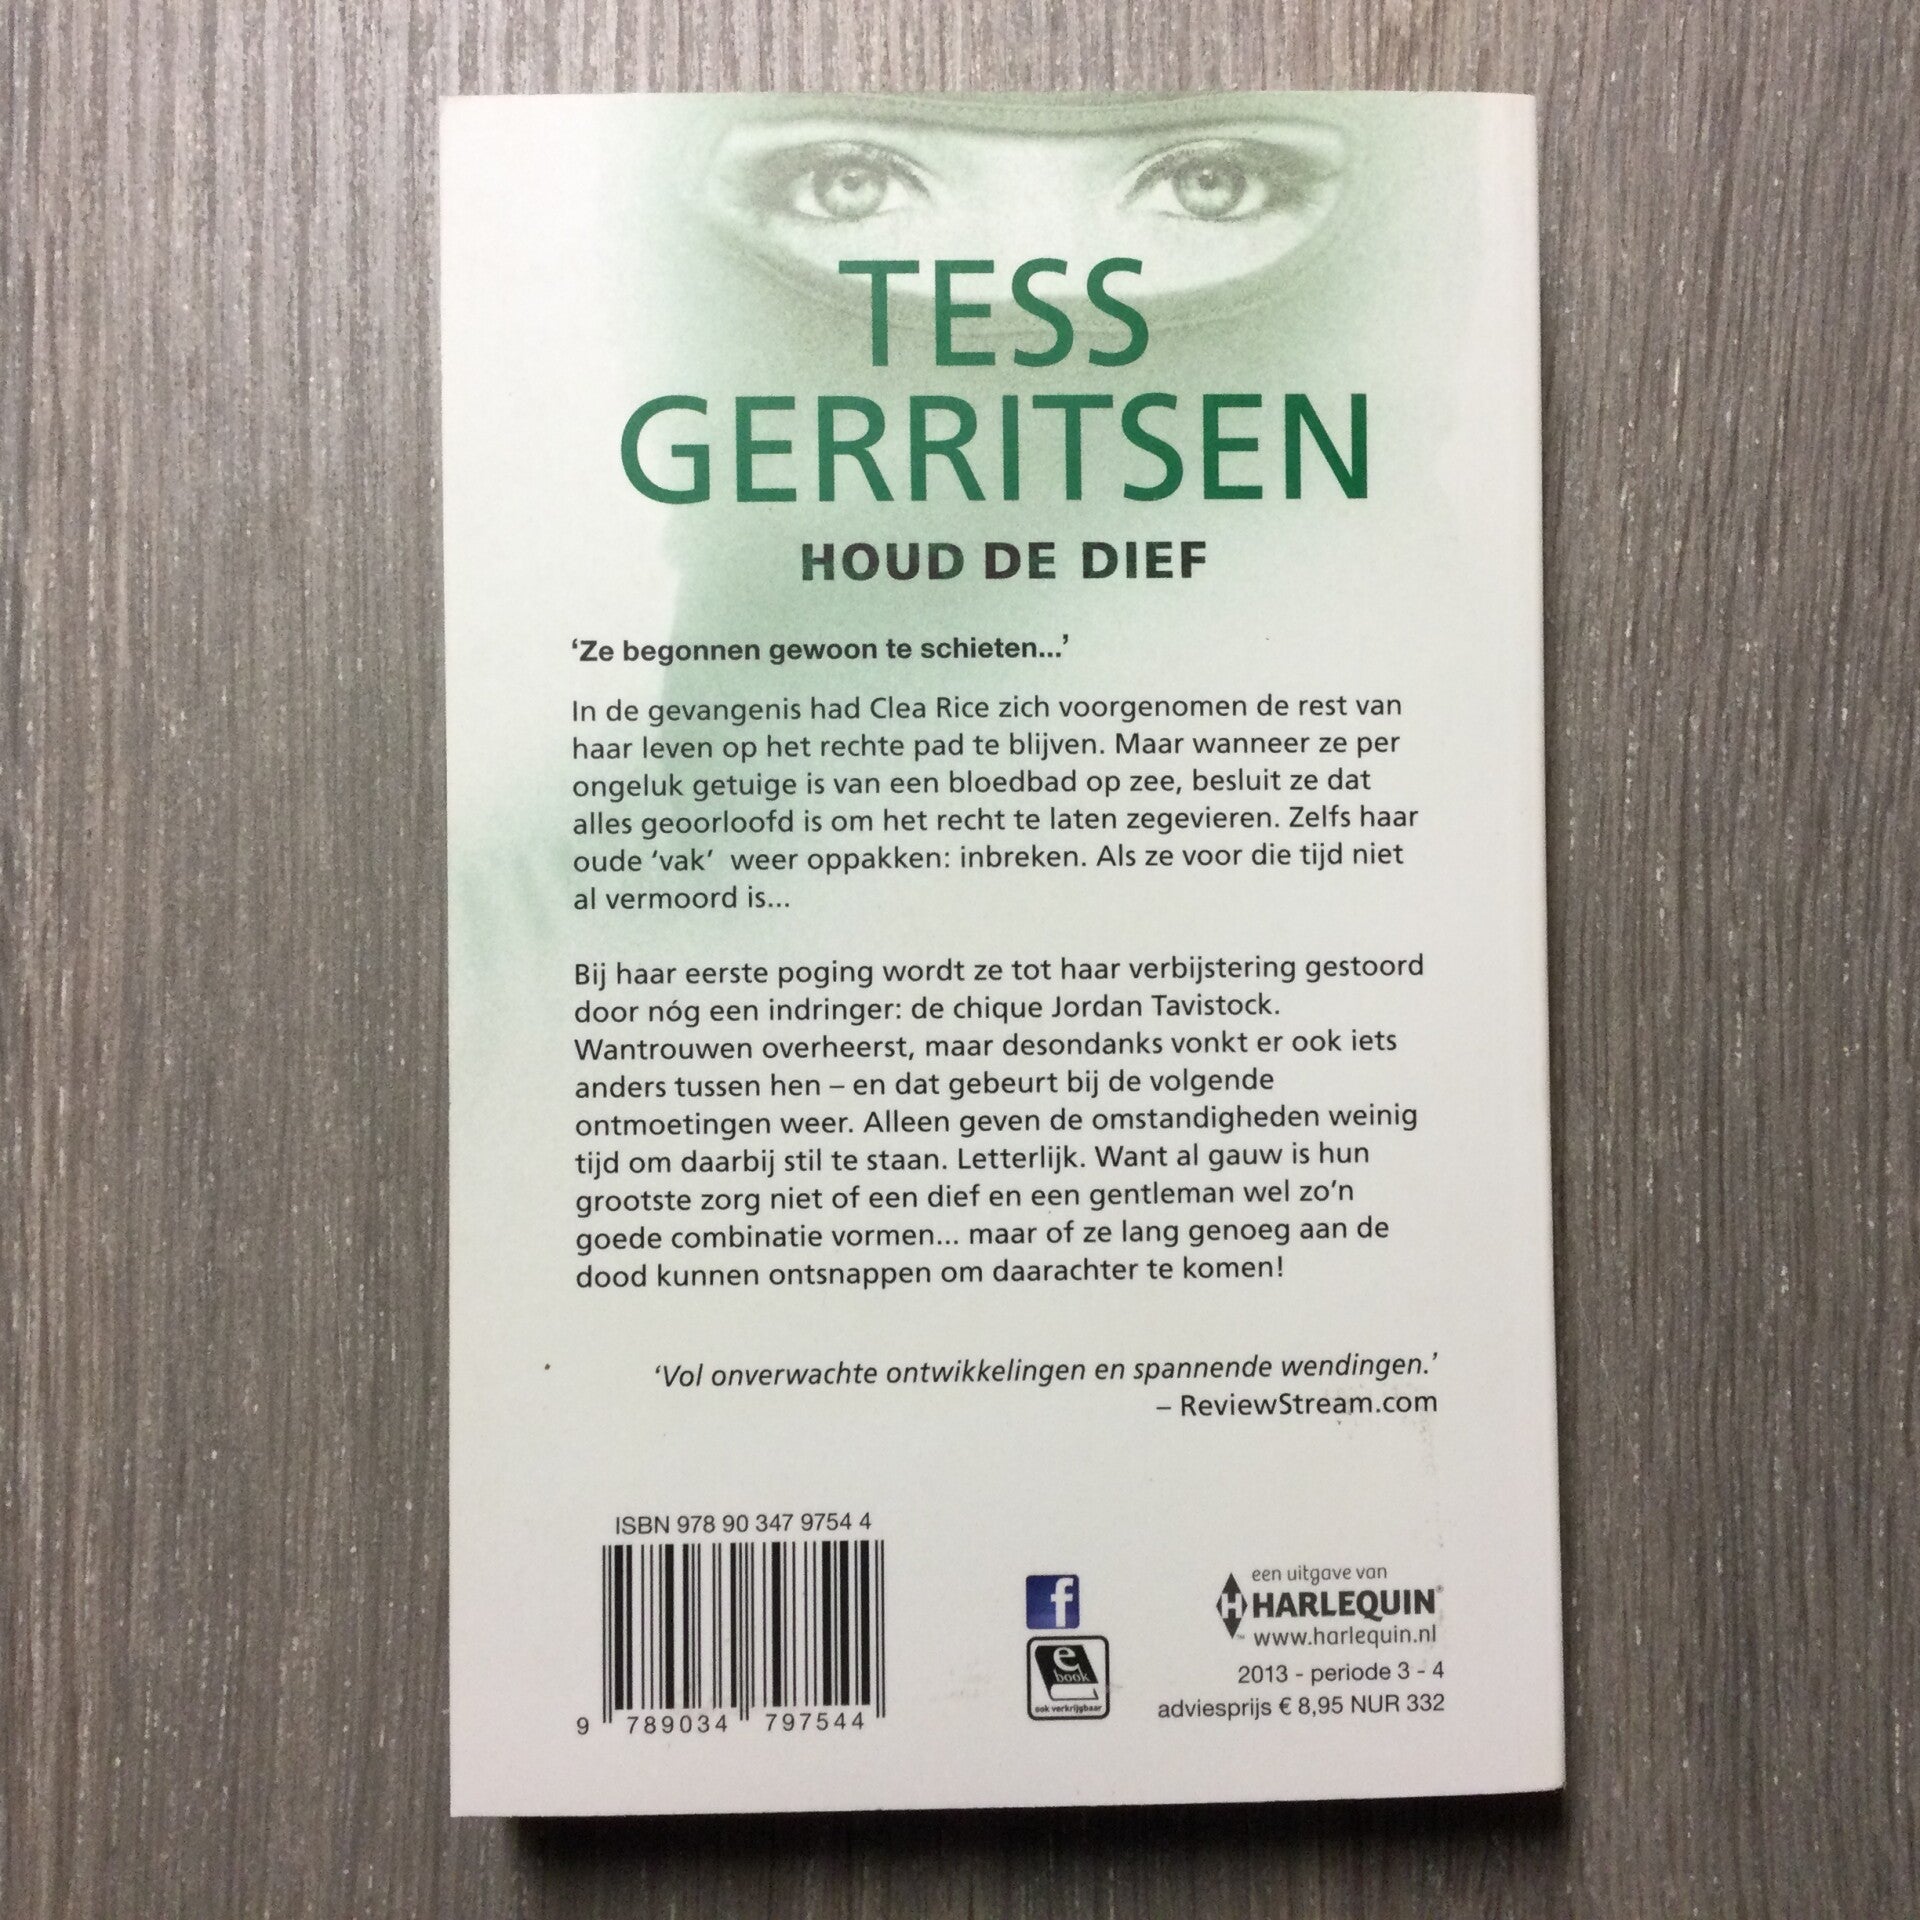 TESS
GERRITSEN
HOUD DE DIEF
‘Ze begonnen gewoon te schieten...’
In de gevangenis had Clea Rice zich voorgenomen de rest van
haar leven op het rechte pad te blijven. Maar wanneer ze per
ongeluk getuige is van een bloedbad op zee, besluit ze dat
alles geoorloofd is om het recht te laten zegevieren. Zelfs haar
oude ‘vak’ weer oppakken: inbreken. Als ze voor die tijd niet
al vermoord is...
Bij haar eerste poging wordt ze tot haar verbijstering gestoord
door nóg een indringer: de chique Jordan Tavistock.
Wantrouwen overheerst, maar desondanks vonkt er ook iets
anders tussen hen – en dat gebeurt bij de volgende
ontmoetingen weer. Alleen geven de omstandigheden weinig
tijd om daarbij stil te staan. Letterlijk. Want al gauw is hun
grootste zorg niet of een dief en een gentleman wel zo’n
goede combinatie vormen... maar of ze lang genoeg aan de
dood kunnen ontsnappen om daarachter te komen!
‘Vol onverwachte ontwikkelingen en spannende wendingen.’
– ReviewStream.com
ISBN 978 90 347 9754 4
9 789034 797544
f
e
book
ook verkrijgbaar
een uitgave van
H HARLEQUIN®
™ www.harlequin.nl
2013 - periode 3 - 4
adviesprijs € 8,95 NUR 332